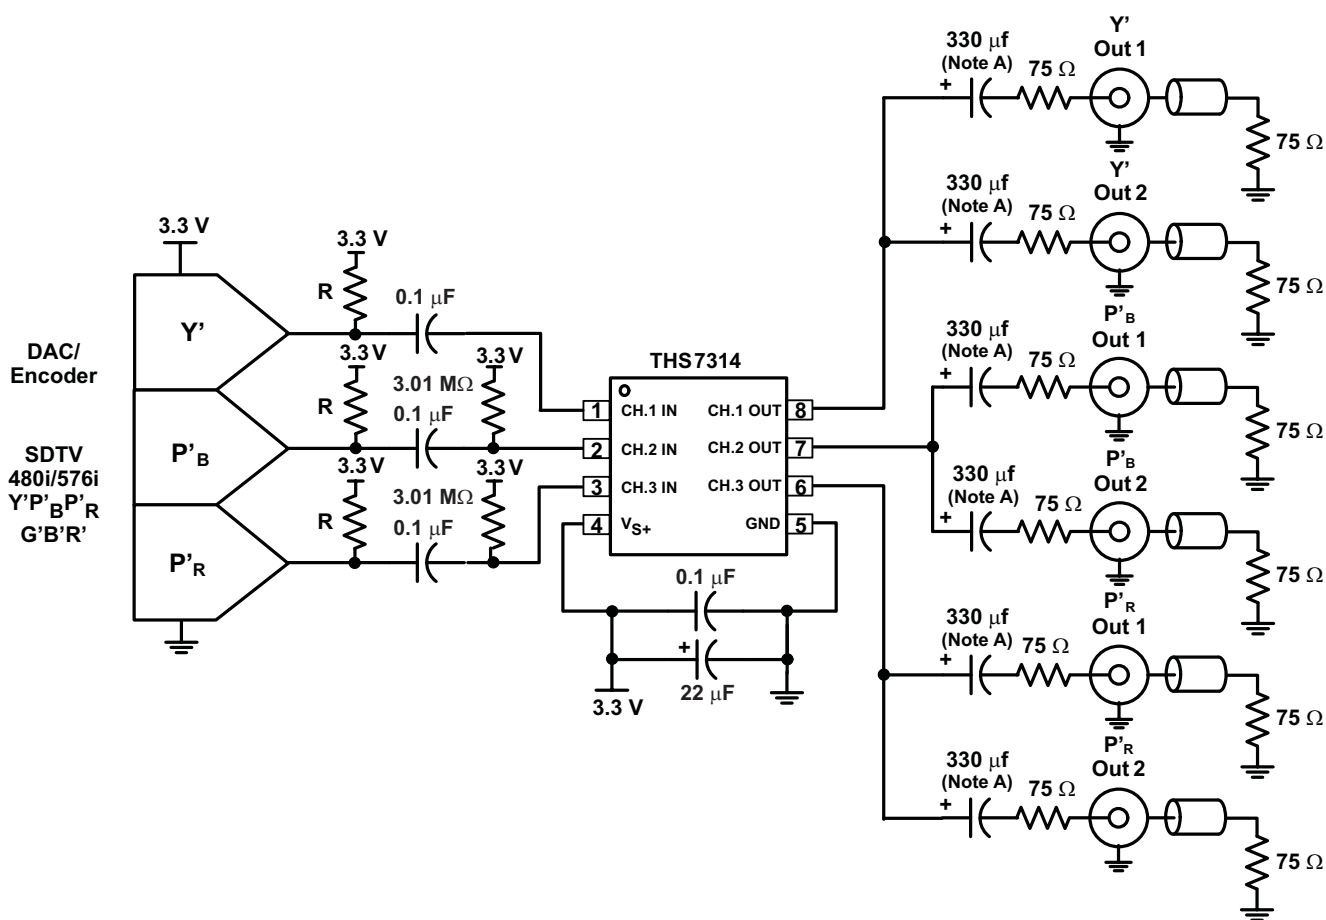 DAC/
Encoder
SDTV
480i/576i
Y'P'BP'R
G'B'R'
3.3 V
Y'
P'B
P'R
3.3 V
R
0.1 μF
3.3 V
R
3.01 MΩ
0.1 μF
3.3 V
3.3 V
R
3.01 MΩ
0.1 μF
3.3 V
THS7314
1 CH.1 IN CH.1 OUT 8
2 CH.2 IN CH.2 OUT 7
3 CH.3 IN CH.3 OUT 6
4 VS+ GND 5
0.1 μF
+
22 μF
3.3 V
Y'
Out 1
330 μf
(Note A)
75 Ω
+
75 Ω
Y'
Out 2
330 μf
(Note A)
75 Ω
+
75 Ω
P'B
Out 1
330 μf
(Note A)
75 Ω
+
75 Ω
P'B
Out 2
330 μf
(Note A)
75 Ω
+
75 Ω
P'R
Out 1
330 μf
(Note A)
75 Ω
+
75 Ω
P'R
Out 2
330 μf
(Note A)
75 Ω
+
75 Ω